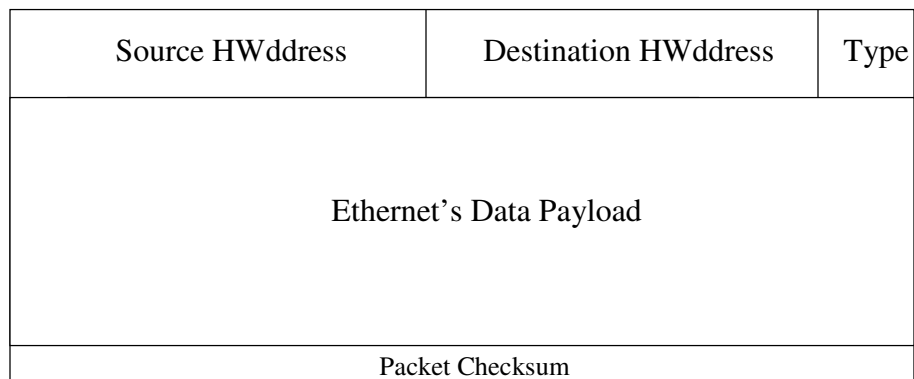 Source HWddress Destination HWddress Type
Ethernet's Data Payload
Packet Checksum